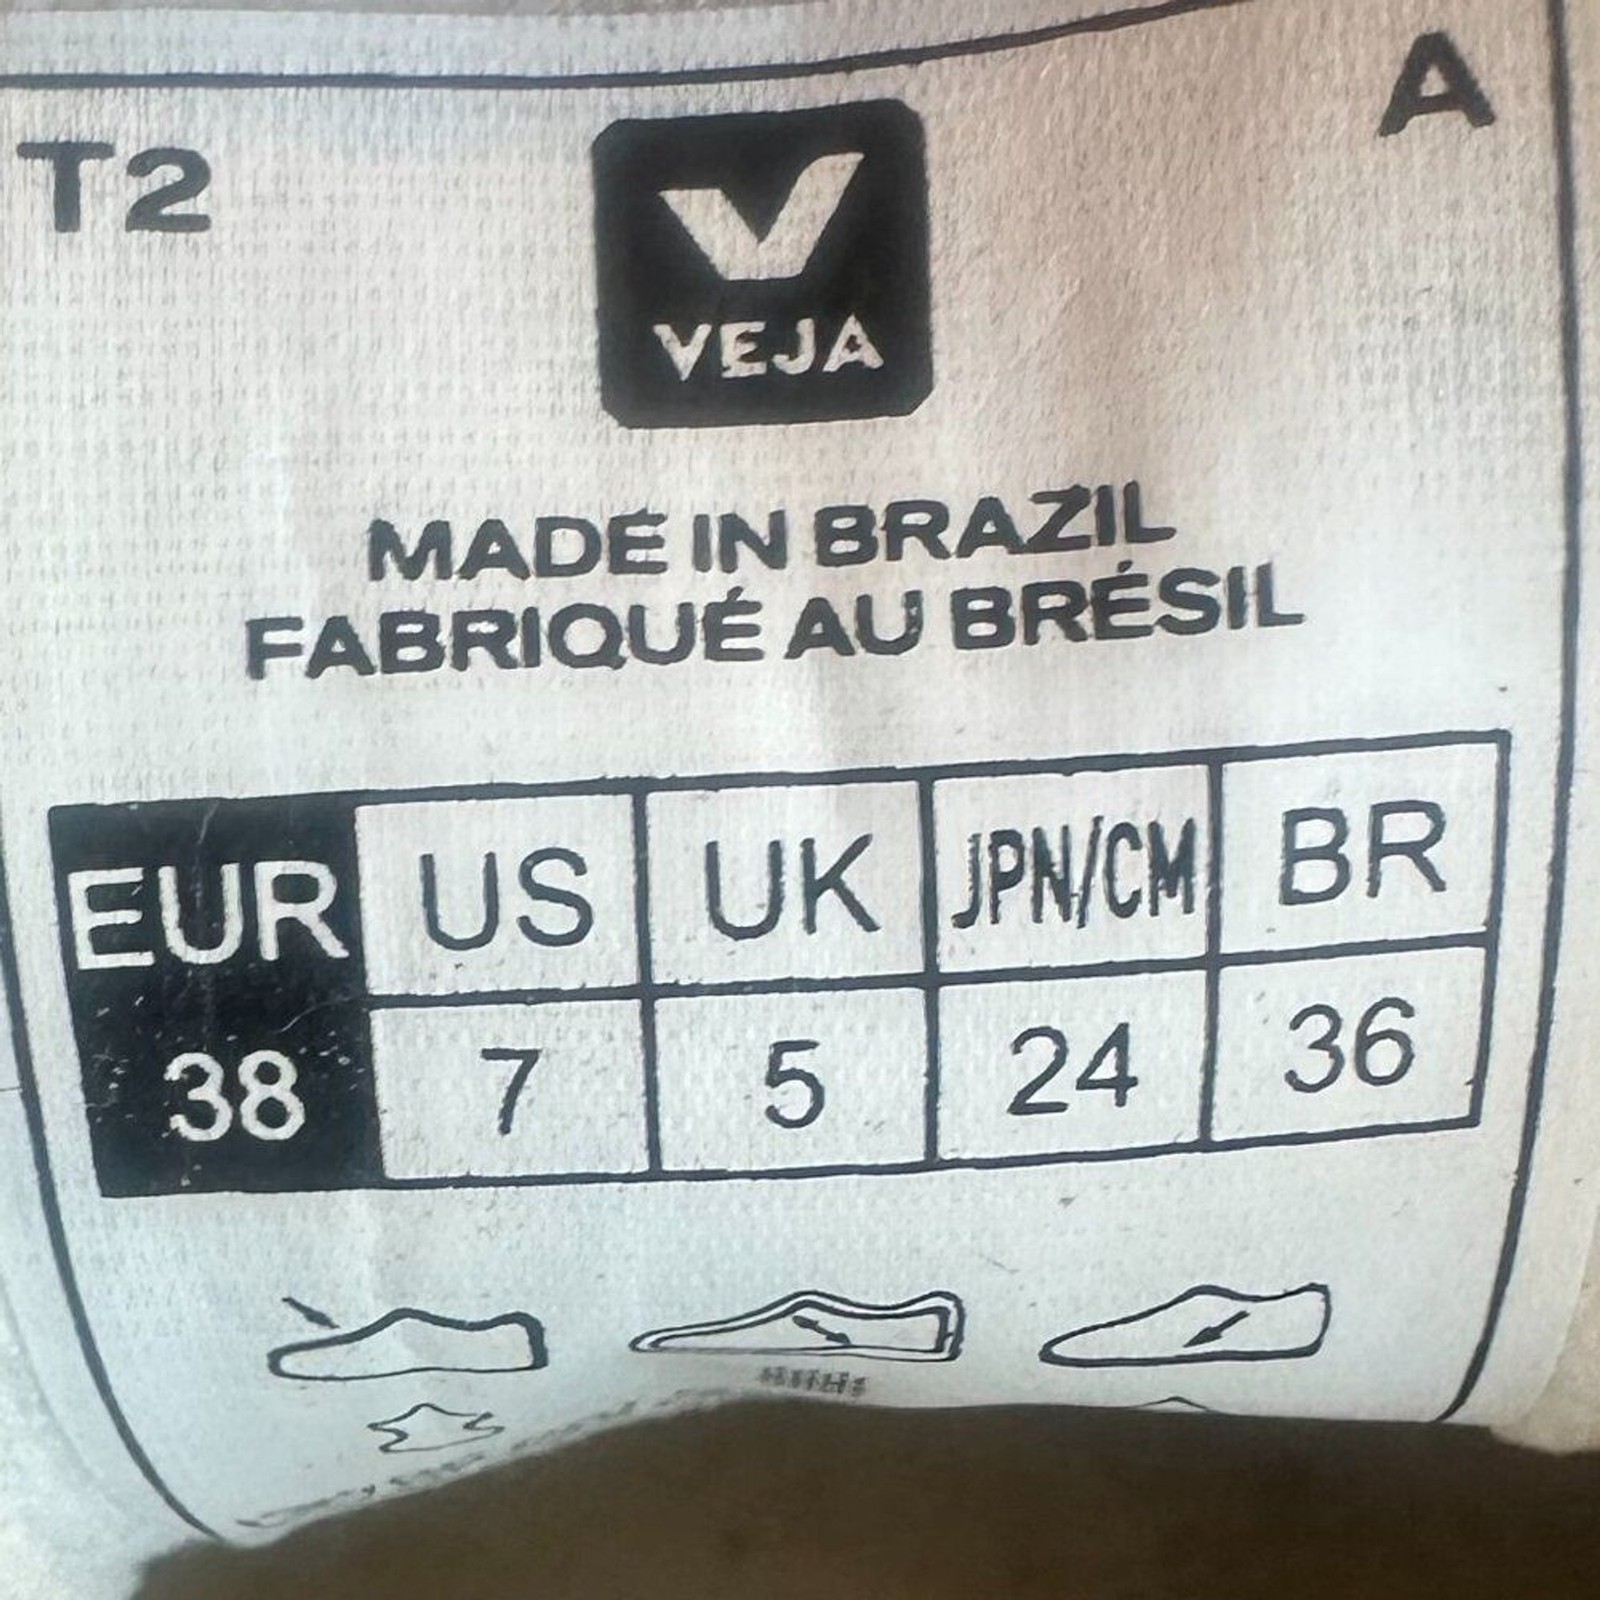 T2 A
VEJA
MADE IN BRAZIL
FABRIQUÉ AU BRÉSIL
EUR US UK JPN/CM BR
38 7 5 24 36